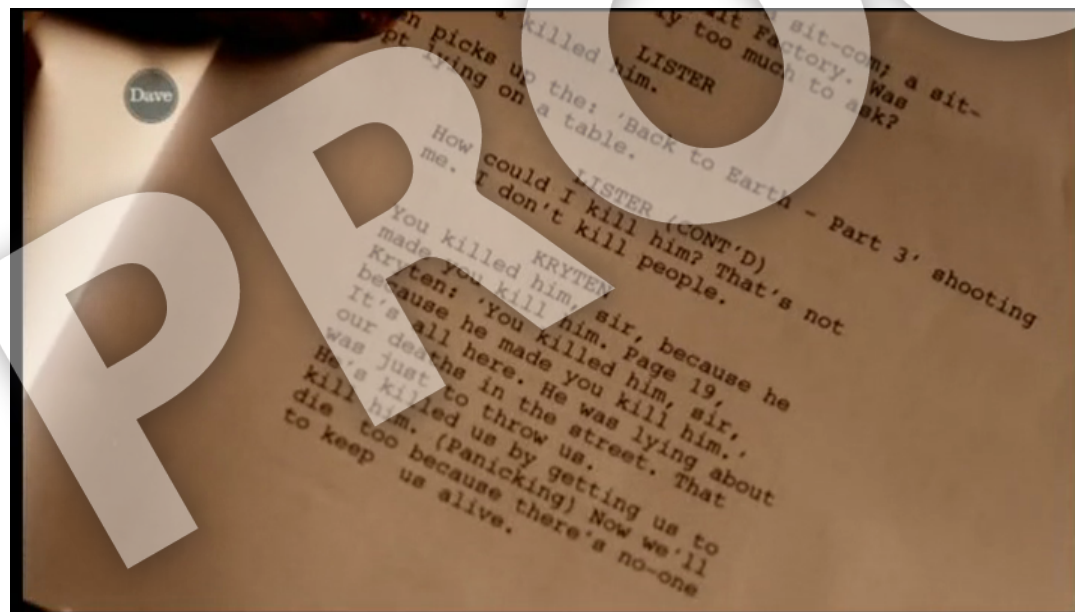 Dave
PRO
sit-com; a sit-
Factory. Was
too much to ask?
LISTER
killed him.
picks up the: 'Back to Earth - Part 3' shooting
lying on a table.
LISTER (CONT'D)
How could I kill him? That's not
me. I don't kill people.
KRYTEN
You killed him, sir, because he
made you kill him. Page 19,
Kryten: 'You killed him, sir,
because he made you kill him.'
It's all here. He was lying about
our deaths in the street. That
was just to throw us.
He's killed us by getting us to
kill him. (Panicking) Now we'll
die too because there's no-one
to keep us alive.